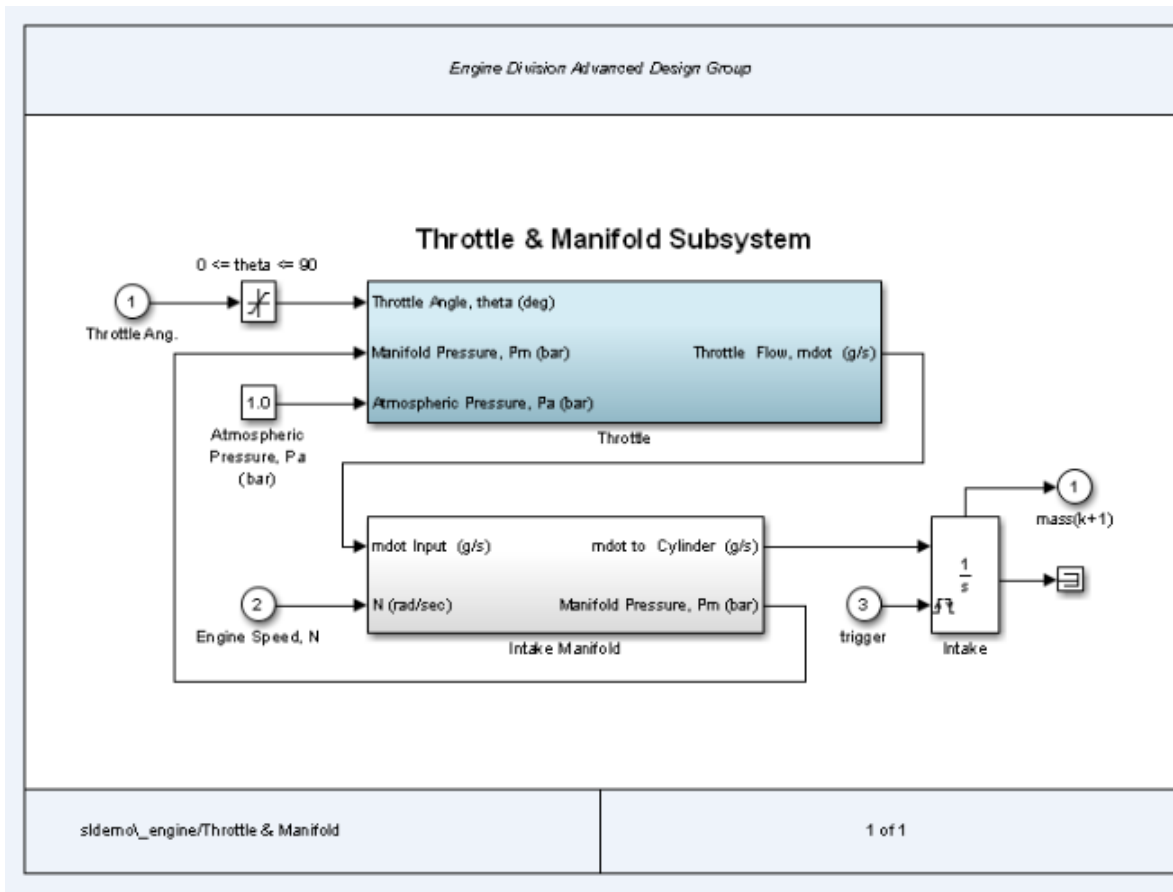 Engine Division Advanced Design Group
Throttle & Manifold Subsystem
0 <= theta <= 90
1
Throttle Ang.
Throttle Angle, theta (deg)
Manifold Pressure, Pm (bar)
Throttle Flow, mdot (g/s)
1.0
Atmospheric Pressure, Pa (bar)
Atmospheric
Pressure, Pa
(bar)
Throttle
mdot Input (g/s)
mdot to Cylinder (g/s)
1
mass(k+1)
2
Engine Speed, N
N (rad/sec)
Manifold Pressure, Pm (bar)
Intake Manifold
3
trigger
1
s
Intake
sldemo\_engine/Throttle & Manifold
1 of 1